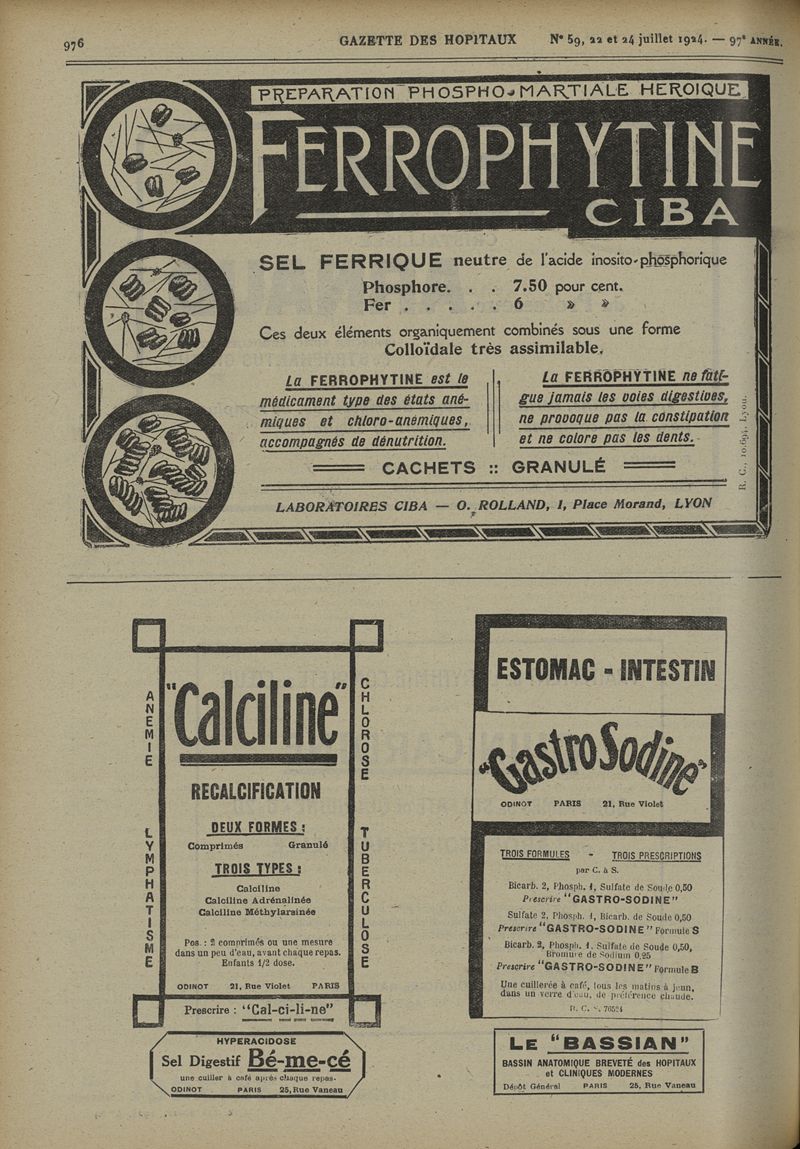 976
GAZETTE DES HOPITAUX
N° 59, 22 et 24 juillet 1924. — 97e ANNÉE.
PREPARATION PHOSPHO-MARTIALE HEROIQUE
FERROPHYTINE
CIBA
SEL FERRIQUE neutre de l'acide inosito-phosphorique
Phosphore. . . 7.50 pour cent.
Fer . . . . . 6 » »
Ces deux éléments organiquement combinés sous une forme
Colloïdale très assimilable.
La FERROPHYTINE est le
médicament type des états ané-
miques et chloro-anémiques,
accompagnés de dénutrition.
La FERROPHYTINE ne fati-
gue jamais les voies digestives,
ne provoque pas la constipation
et ne colore pas les dents.
R. C., 10.691, Lyon.
CACHETS :: GRANULÉ
LABORATOIRES CIBA — O. ROLLAND, 1, Place Morand, LYON
ANEMIE
LYMPHATISME
"Calciline"
RECALCIFICATION
DEUX FORMES :
Comprimés Granulé
TROIS TYPES :
Calciline
Calciline Adrénalinée
Calciline Méthylarsinée
Pos. : 2 comprimés ou une mesure
dans un peu d'eau, avant chaque repas.
Enfants 1/2 dose.
ODINOT 21, Rue Violet PARIS
CHLOROSE
TUBERCULOSE
Prescrire : "Cal-ci-li-ne"
HYPERACIDOSE
Sel Digestif Bé-me-cé
une cuiller à café après chaque repas.
ODINOT PARIS 25, Rue Vaneau
ESTOMAC - INTESTIN
"GastroSodine"
ODINOT PARIS 21, Rue Violet
TROIS FORMULES - TROIS PRESCRIPTIONS
par C. à S.
Bicarb. 2, Phosph. 1, Sulfate de Soude 0,50
Prescrire "GASTRO-SODINE"
Sulfate 2, Phosph. 1, Bicarb. de Soude 0,50
Prescrire "GASTRO-SODINE" Formule S
Bicarb. 2, Phosph. 1, Sulfate de Soude 0,50,
Bromure de Sodium 0,25
Prescrire "GASTRO-SODINE" Formule B
Une cuillerée à café, tous les matins à jeun,
dans un verre d'eau, de préférence chaude.
R. C. S. 70524
LE "BASSIAN"
BASSIN ANATOMIQUE BREVETÉ des HOPITAUX
et CLINIQUES MODERNES
Dépôt Général PARIS 25, Rue Vaneau